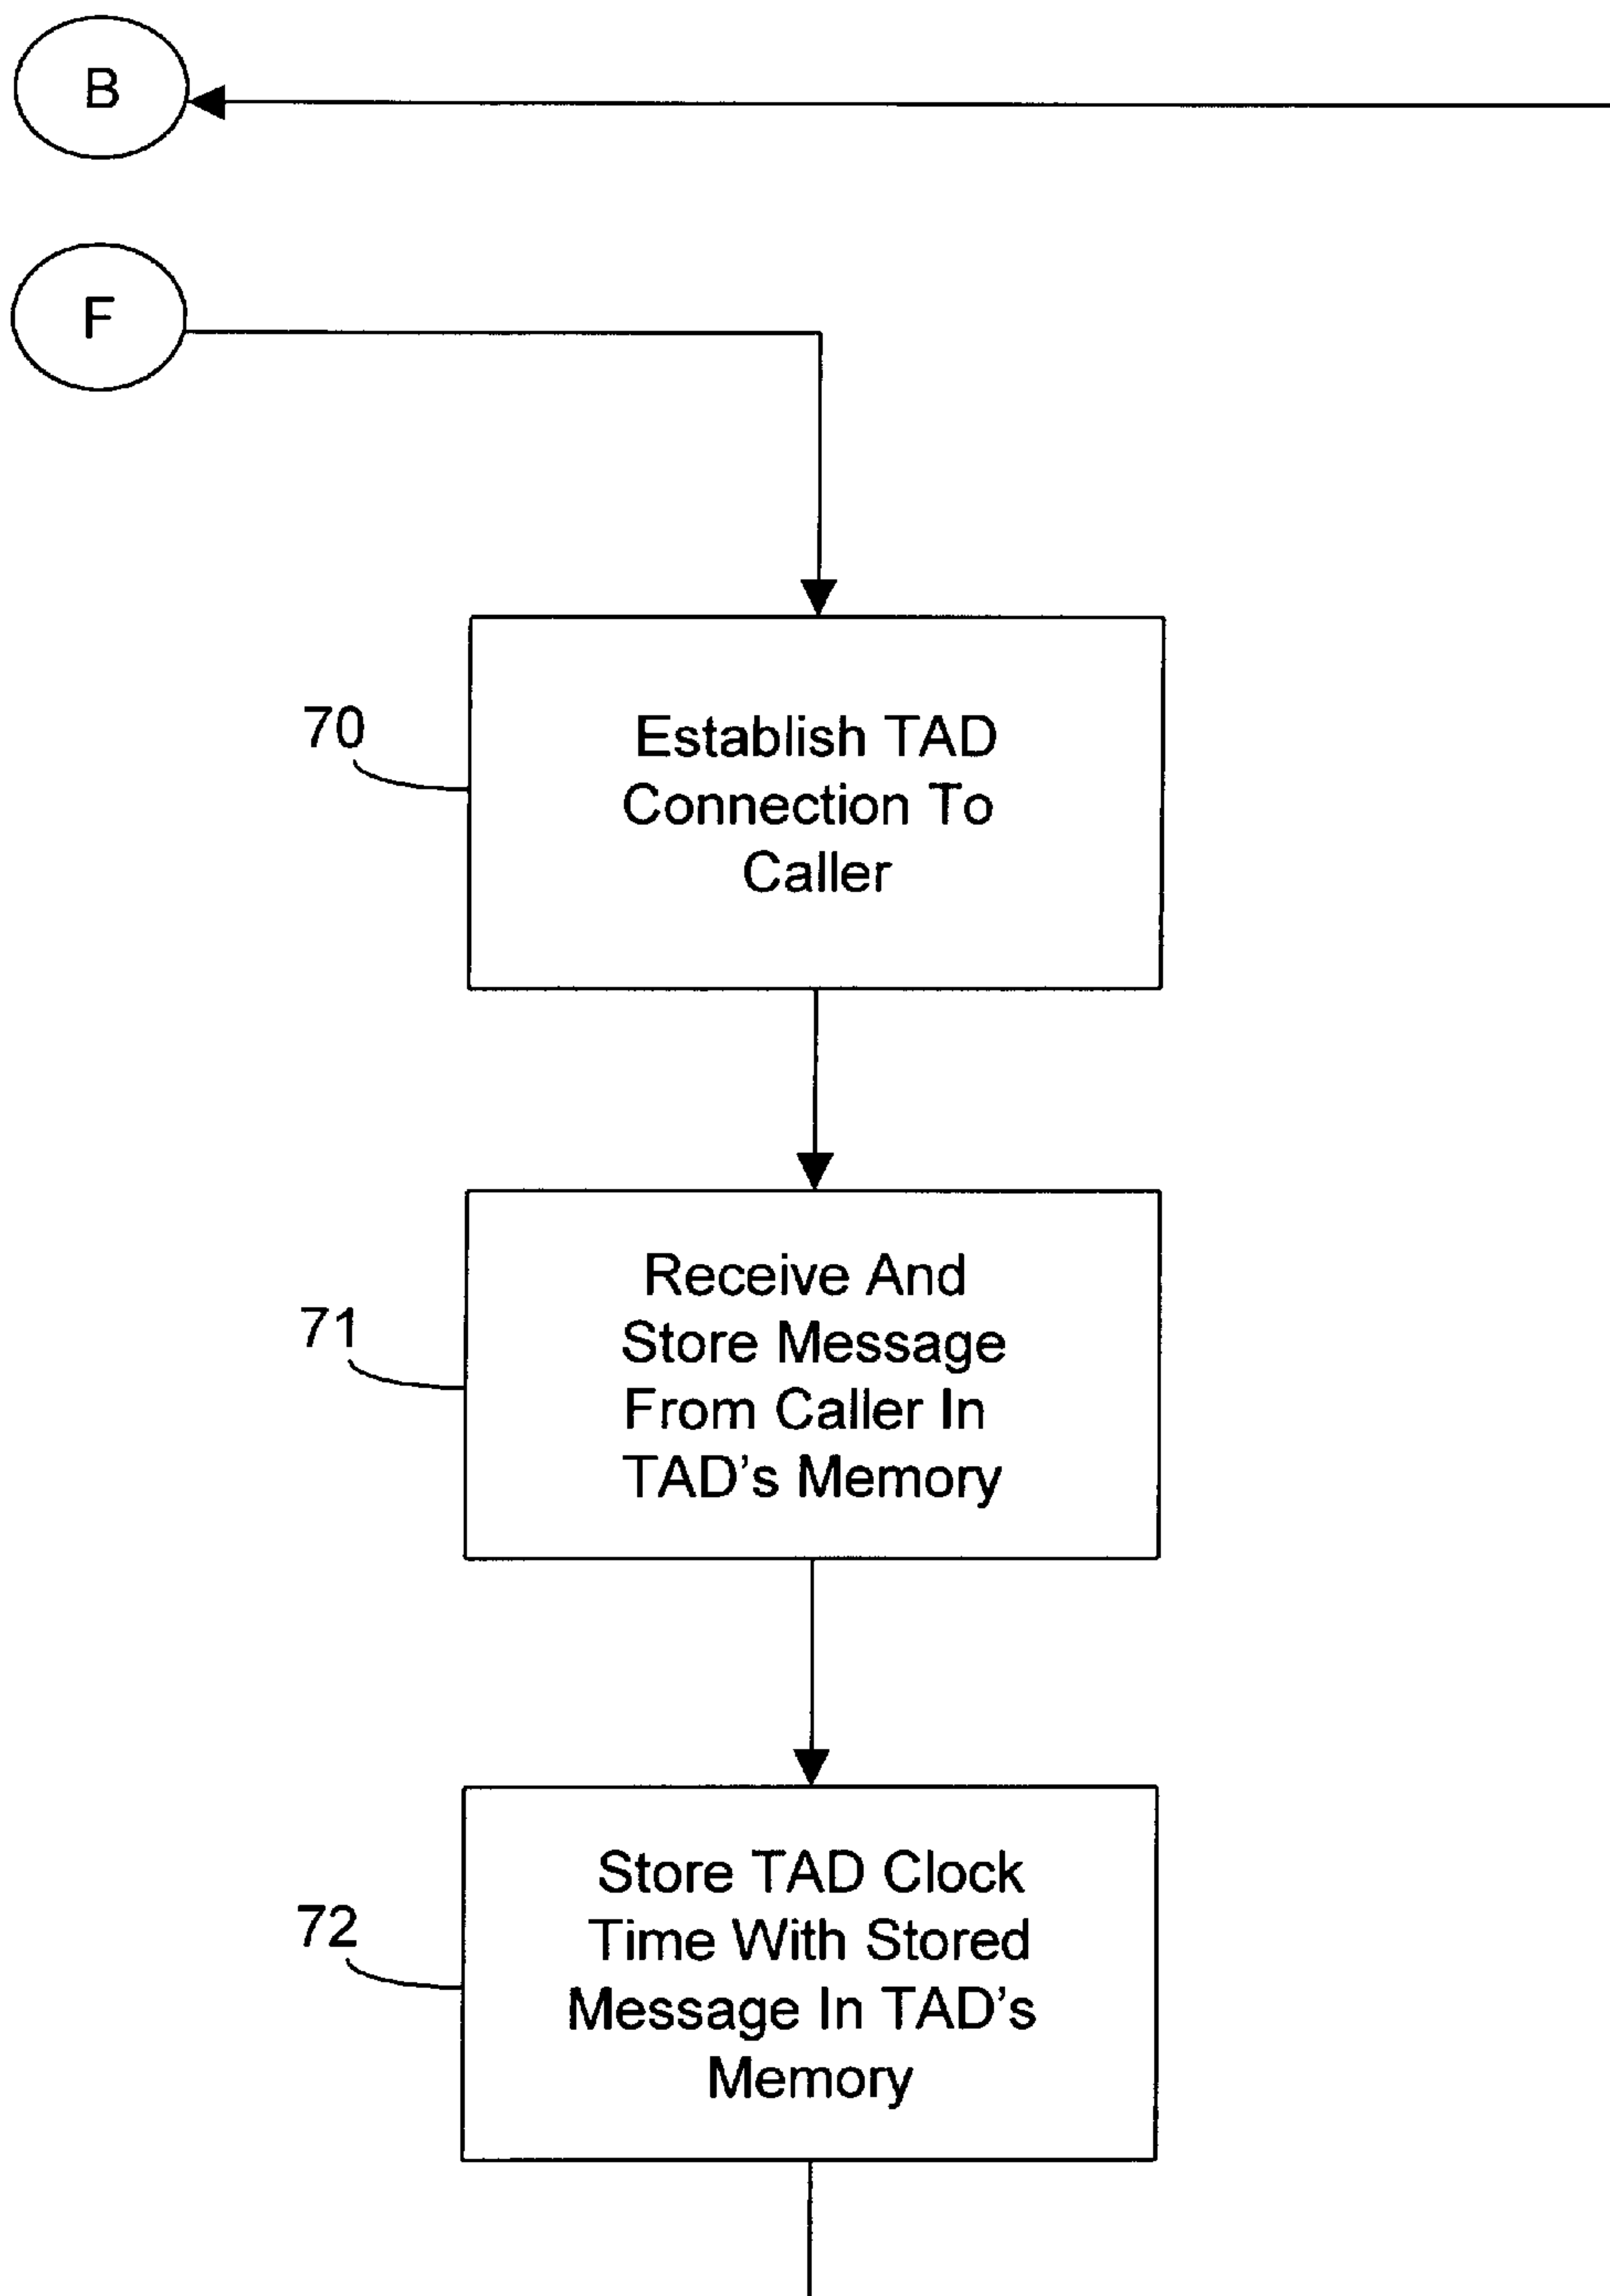 B
F
70
Establish TAD
Connection To
Caller
71
Receive And
Store Message
From Caller In
TAD's Memory
72
Store TAD Clock
Time With Stored
Message In TAD's
Memory